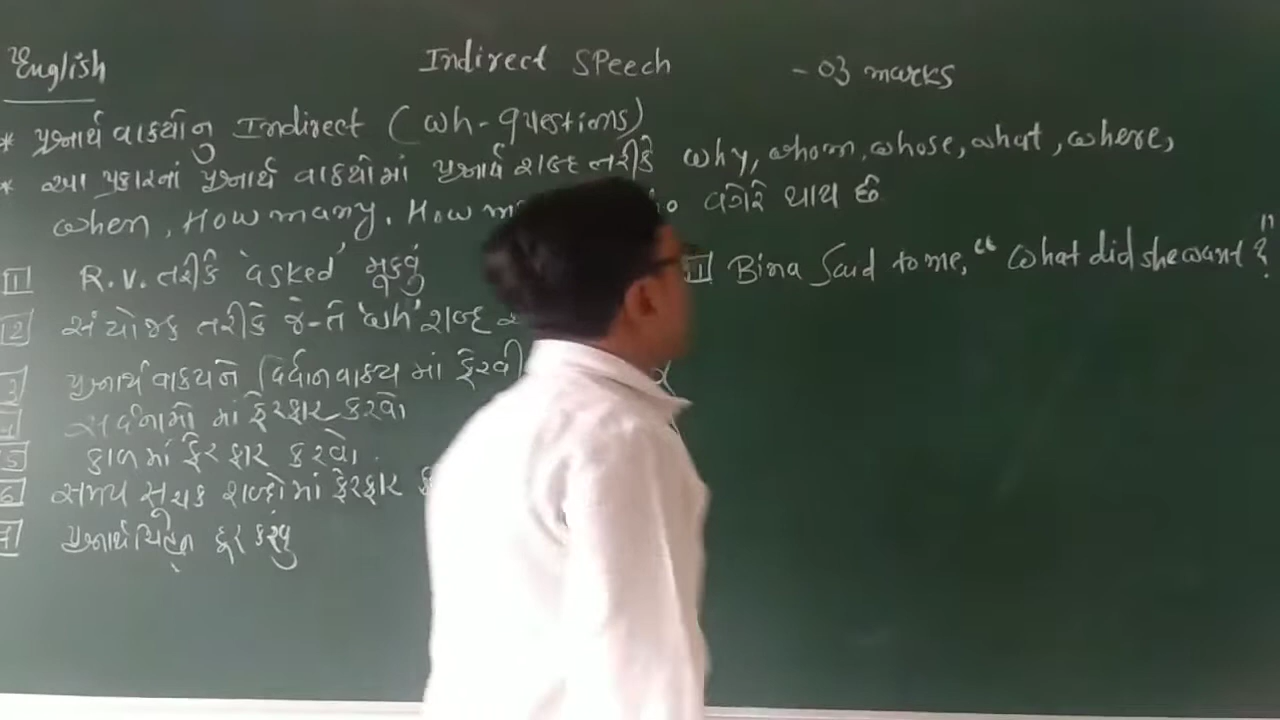 English
Indirect Speech - 03 marks
* પ્રશ્નાર્થ વાક્યોનુ Indirect (wh-questions)
* આ પ્રકારનાં પ્રશ્નાર્થ વાક્યોમાં પ્રશ્નાર્થ શબ્દ તરીકે why, whom, whose, what, where,
when, How many, How વગેરે થાય છે
1 R.V. તરીકે 'asked' મૂકવું
2 સંયોજક તરીકે જે-તે 'wh' શબ્દ
3 પ્રશ્નાર્થ વાક્યને વિધાનવાક્ય માં ફેરવી
4 સર્વનામો માં ફેરફાર કરવો
5 કાળમાં ફેરફાર કરવો.
6 સમય સૂચક શબ્દોમાં ફેરફાર
7 પ્રશ્નાર્થચિહ્ન દૂર કરવું
1 Bina said to me, "What did she want?"